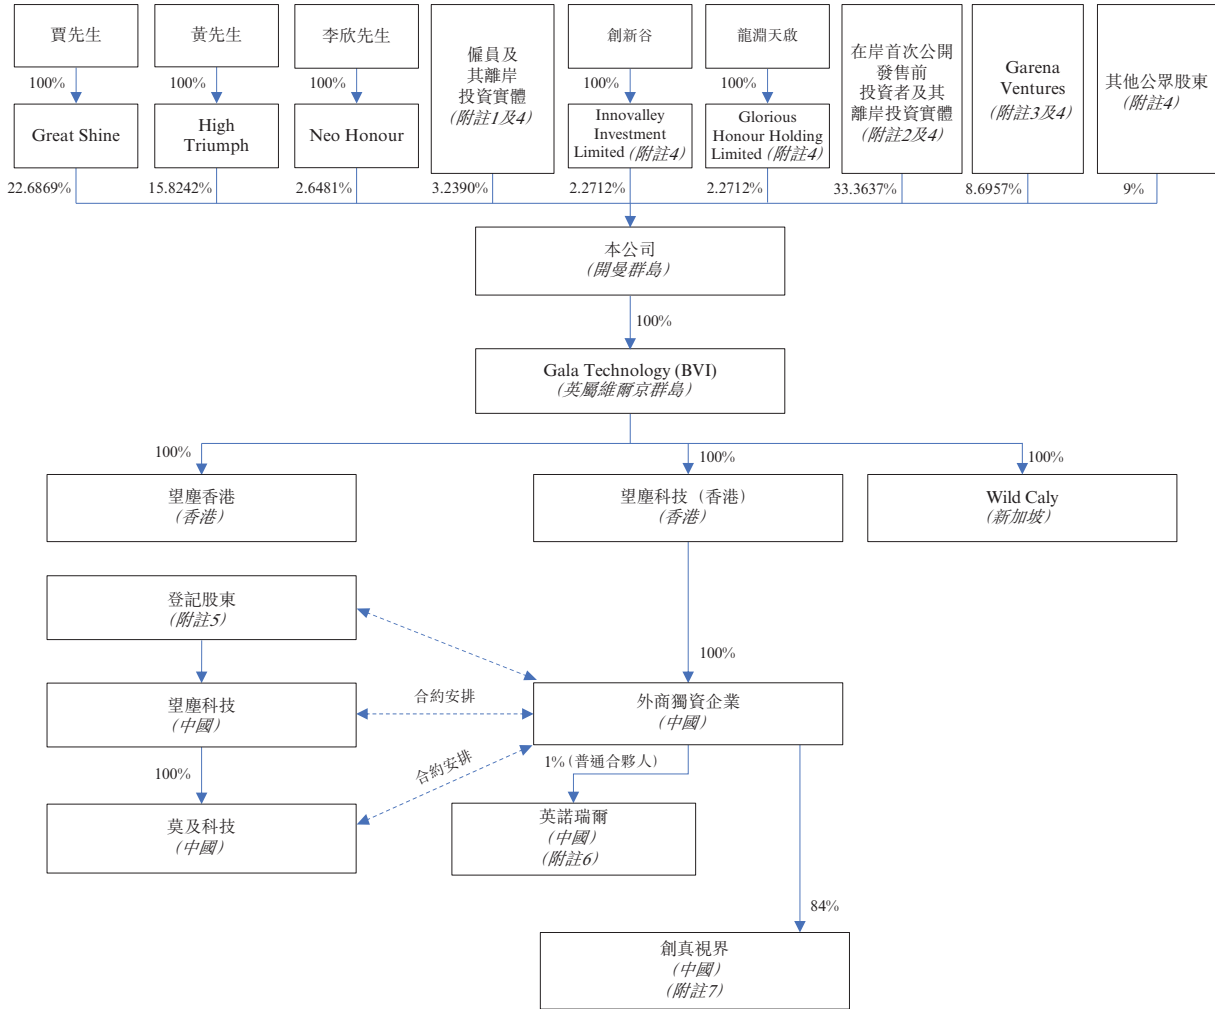 賈先生
黃先生
李欣先生
僱員及
其離岸
投資實體
(附註1及4)
創新谷
龍淵天啟
在岸首次公開
發售前
投資者及其
離岸投資實體
(附註2及4)
Garena
Ventures
(附註3及4)
其他公眾股東
(附註4)
100%
100%
100%
100%
100%
Great Shine
High
Triumph
Neo Honour
Innovalley
Investment
Limited (附註4)
Glorious
Honour Holding
Limited (附註4)
22.6869%
15.8242%
2.6481%
3.2390%
2.2712%
2.2712%
33.3637%
8.6957%
9%
本公司
(開曼群島)
100%
Gala Technology (BVI)
(英屬維爾京群島)
100%
100%
100%
望塵香港
(香港)
望塵科技（香港）
(香港)
Wild Caly
(新加坡)
登記股東
(附註5)
100%
望塵科技
(中國)
合約安排
外商獨資企業
(中國)
100%
合約安排
1% (普通合夥人)
莫及科技
(中國)
英諾瑞爾
(中國)
(附註6)
84%
創真視界
(中國)
(附註7)